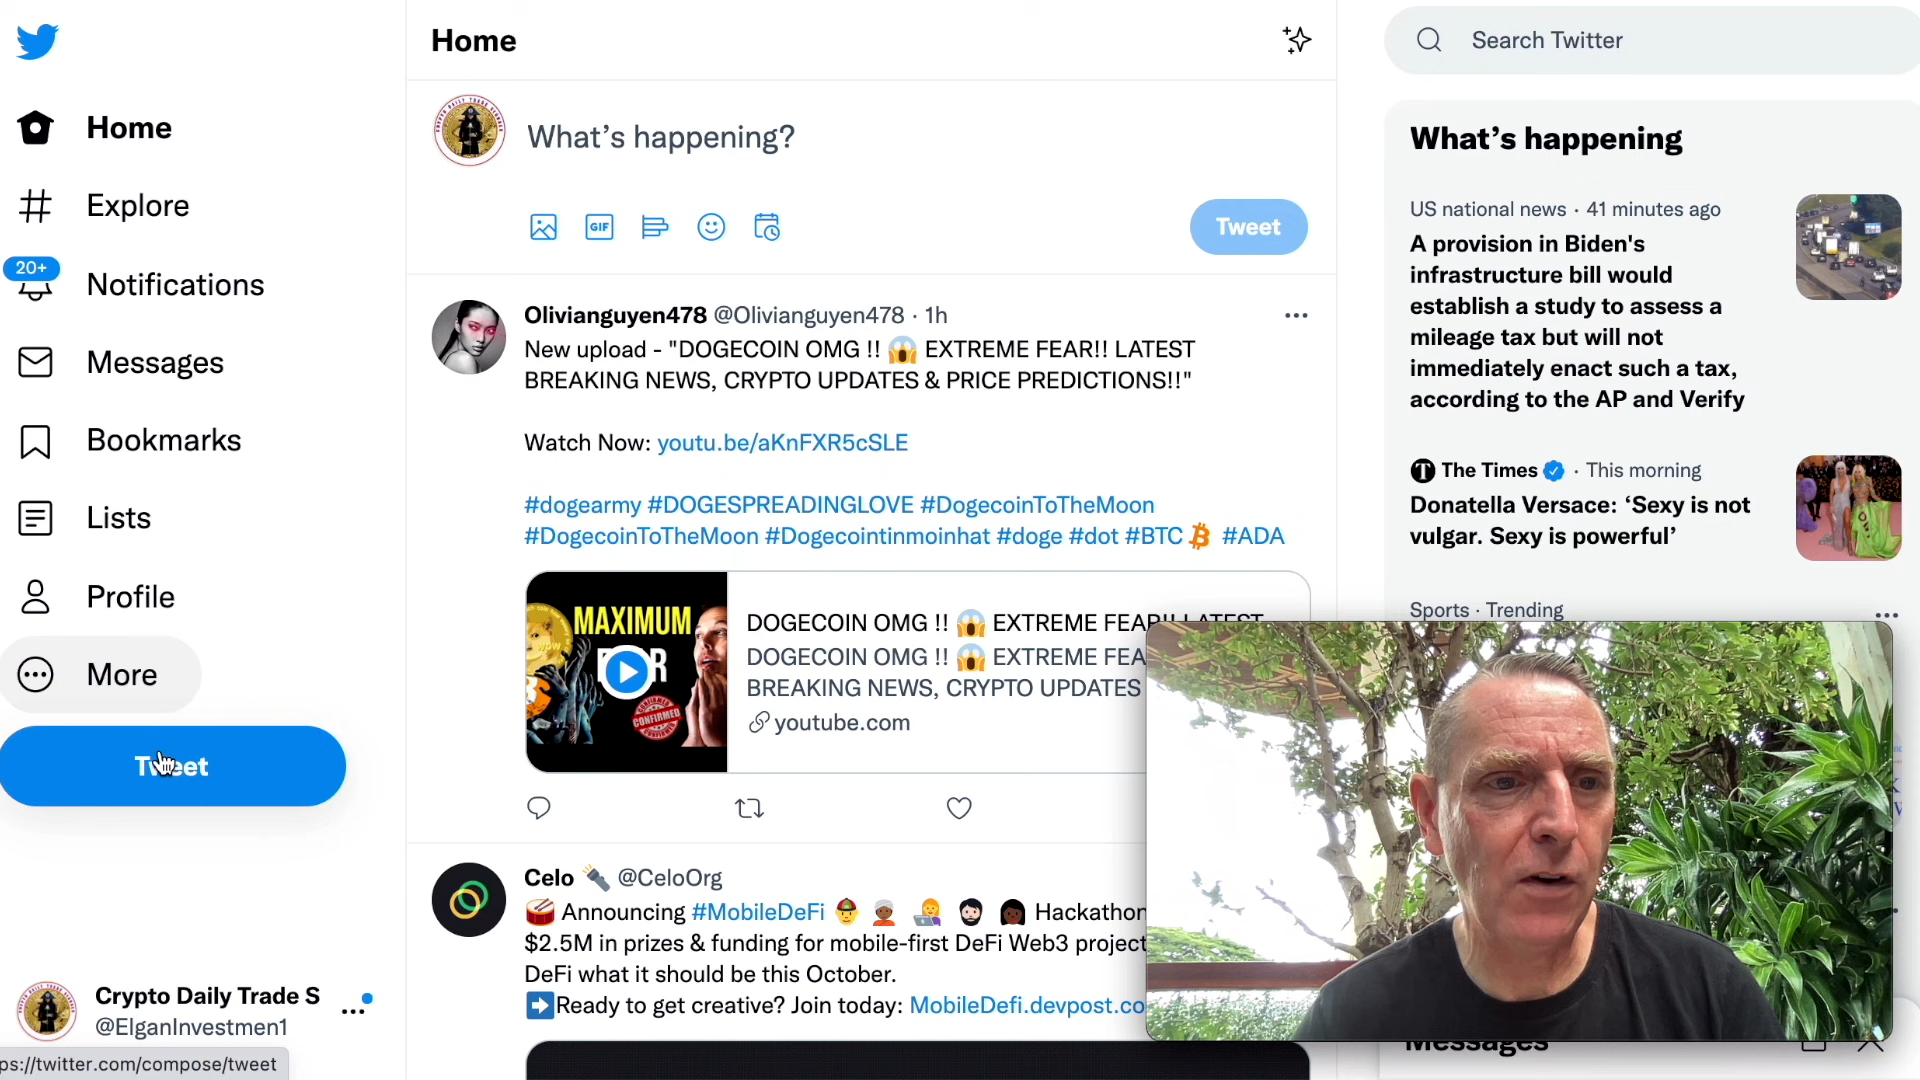 Home
Explore
20+
Notifications
Messages
Bookmarks
Lists
Profile
More
Tweet
Crypto Daily Trade S
@ElganInvestmen1
ps://twitter.com/compose/tweet
Home
What's happening?
GIF
Tweet
Olivianguyen478 @Olivianguyen478 · 1h
New upload - "DOGECOIN OMG !! 😱 EXTREME FEAR!! LATEST
BREAKING NEWS, CRYPTO UPDATES & PRICE PREDICTIONS!!"
Watch Now: youtu.be/aKnFXR5cSLE
#dogearmy #DOGESPREADINGLOVE #DogecoinToTheMoon
#DogecoinToTheMoon #Dogecointinmoinhat #doge #dot #BTC #ADA
MAXIMUM
CONFIRMED
DOGECOIN OMG !! 😱 EXTREME FEAR!! LATEST
DOGECOIN OMG !! 😱 EXTREME FEA
BREAKING NEWS, CRYPTO UPDATES
youtube.com
Celo @CeloOrg
🥁 Announcing #MobileDeFi Hackathon
$2.5M in prizes & funding for mobile-first DeFi Web3 project
DeFi what it should be this October.
➡️Ready to get creative? Join today: MobileDefi.devpost.co
Search Twitter
What's happening
US national news · 41 minutes ago
A provision in Biden's
infrastructure bill would
establish a study to assess a
mileage tax but will not
immediately enact such a tax,
according to the AP and Verify
The Times · This morning
Donatella Versace: ‘Sexy is not
vulgar. Sexy is powerful’
Sports · Trending
Messages